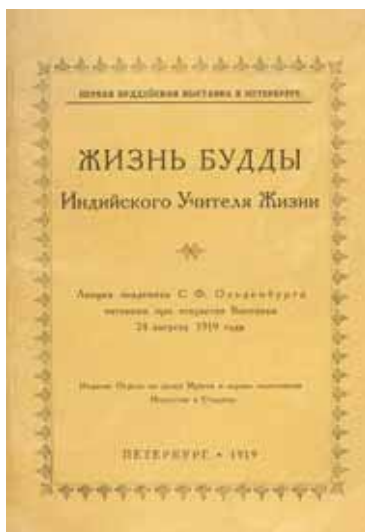 ПЕРВАЯ БУДДИЙСКАЯ ВЫСТАВКА В ПЕТЕРБУРГЕ
ЖИЗНЬ БУДДЫ
Индийского Учителя Жизни
Лекция академика С. Ф. Ольденбурга
читанная при открытии Выставки
24 августа 1919 года
Издание Отдела по делам Музеев и охране памятников
Искусства и Старины
ПЕТЕРБУРГ • 1919